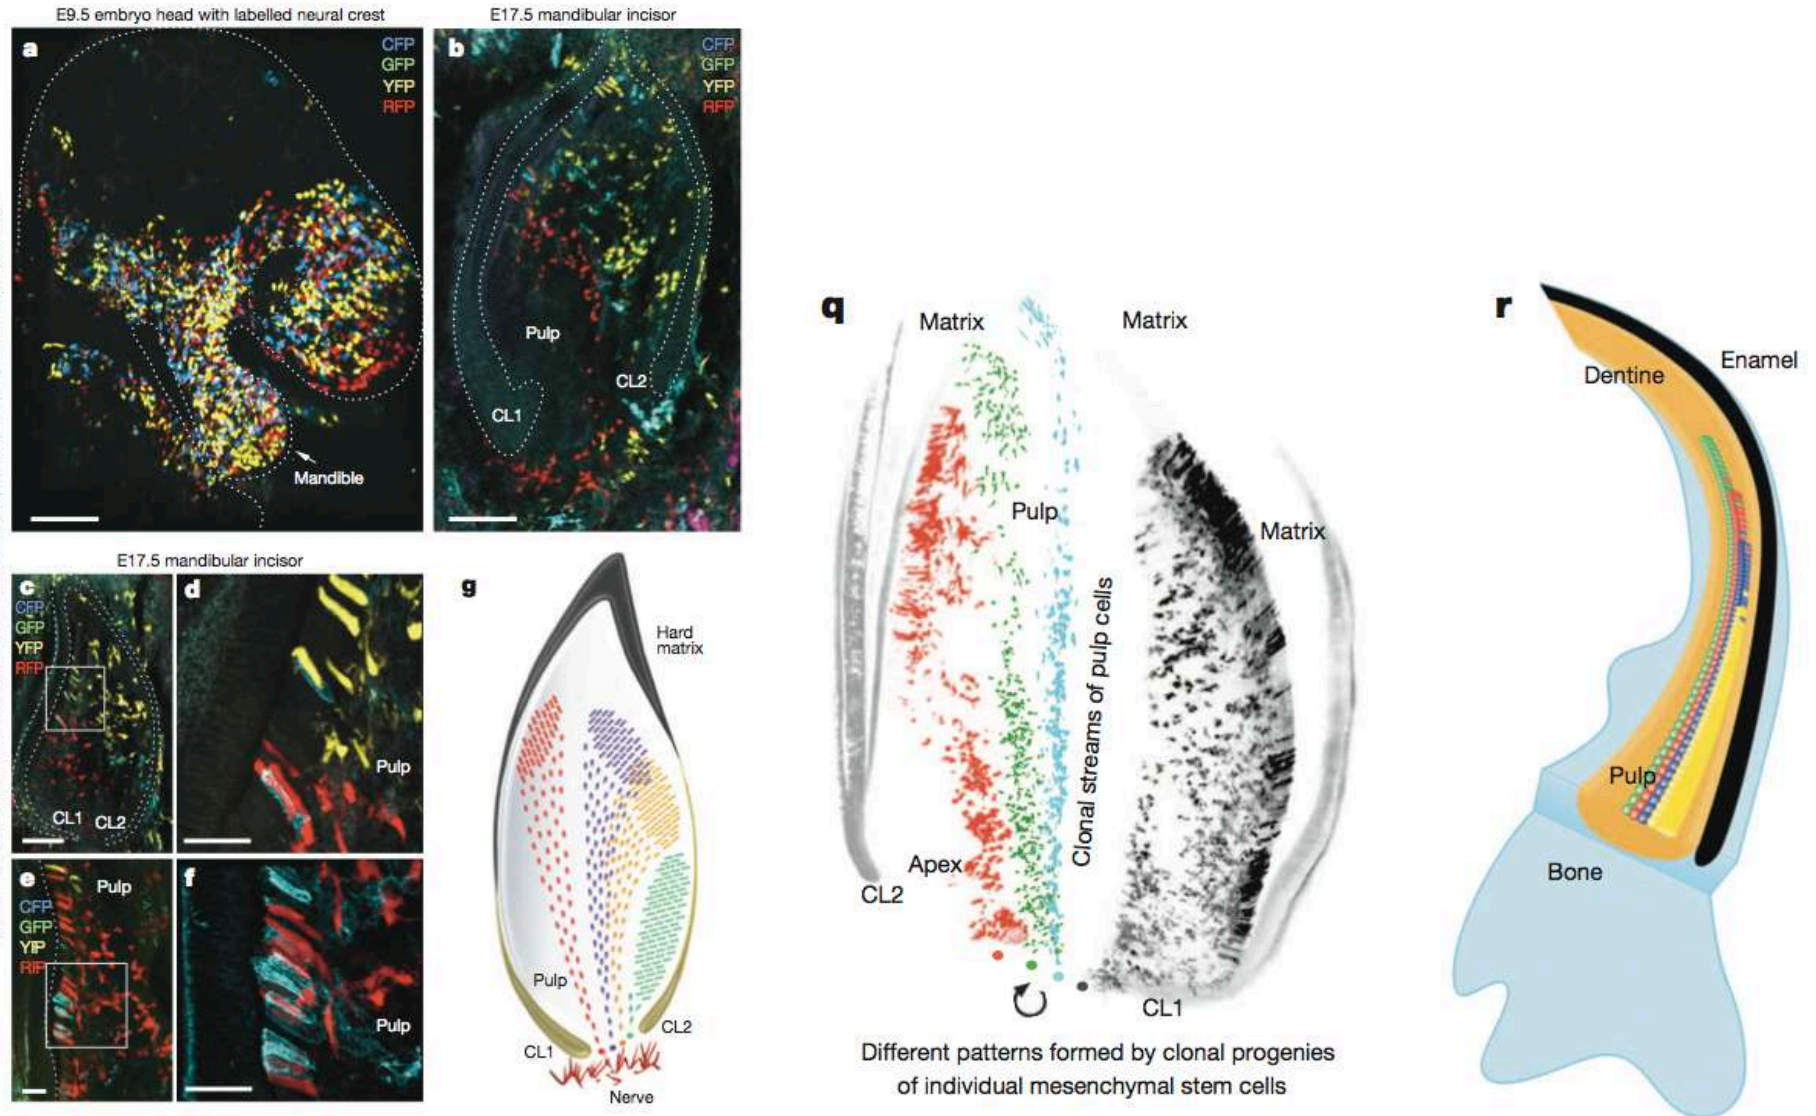 E9.5 embryo head with labelled neural crest
a
CFP
GFP
YFP
RFP
Mandible
E17.5 mandibular incisor
b
CFP
GFP
YFP
RFP
Pulp
CL1
CL2
E17.5 mandibular incisor
c
CFP
GFP
YFP
RFP
CL1 CL2
d
Pulp
e
Pulp
CFP
GFP
YFP
RFP
f
Pulp
g
Hard
matrix
Pulp
CL1
CL2
Nerve
q
Matrix
Matrix
Pulp
Matrix
Clonal streams of pulp cells
Apex
CL2
CL1
Different patterns formed by clonal progenies
of individual mesenchymal stem cells
r
Enamel
Dentine
Pulp
Bone